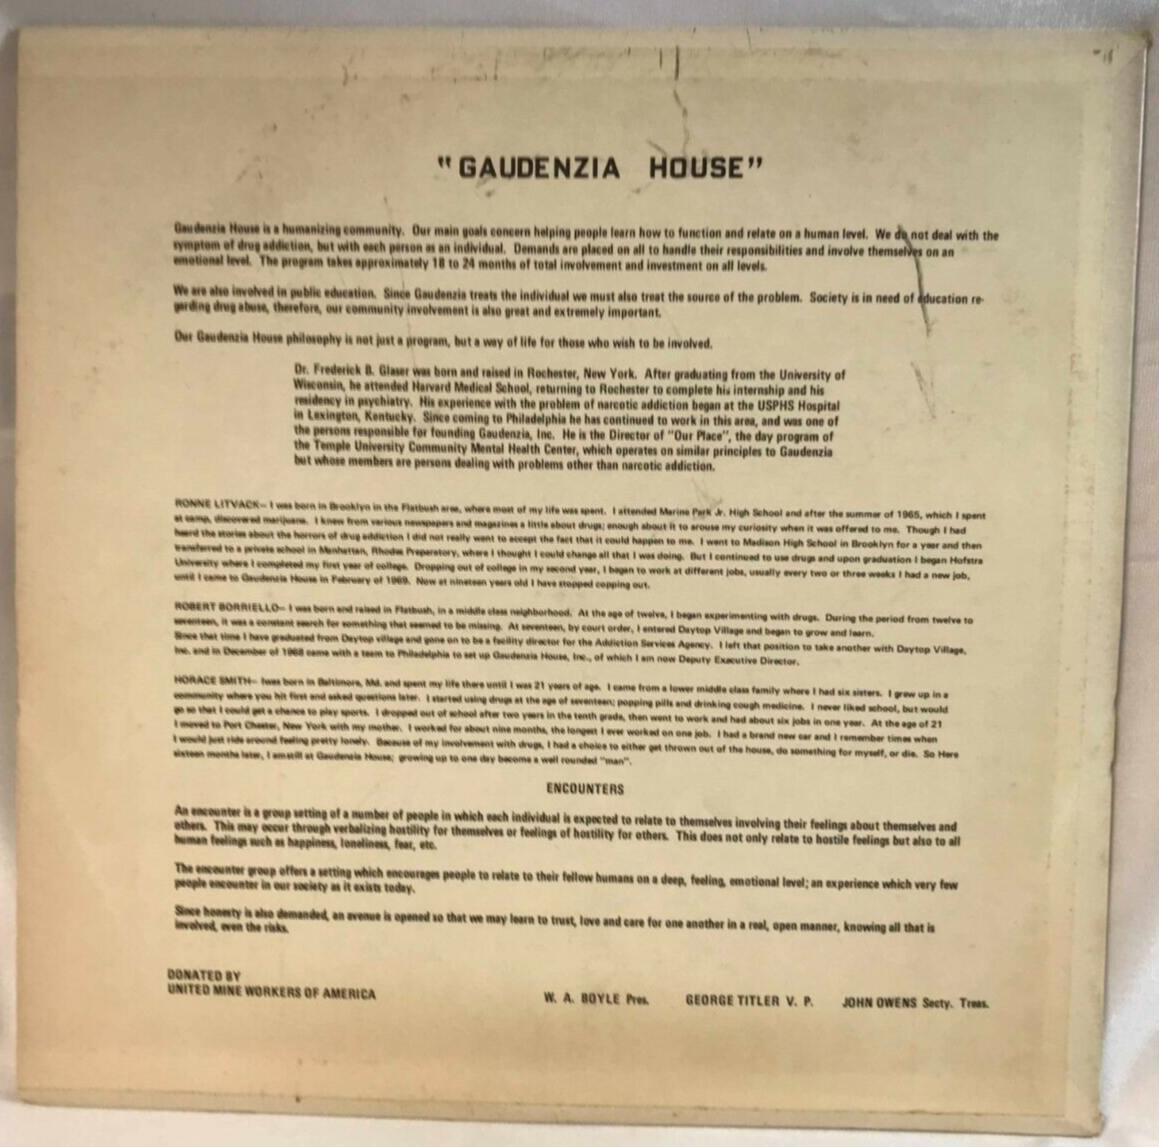 "GAUDENZIA HOUSE"
Gaudenzia House is a humanizing community. Our main goals concern helping people learn how to function and relate on a human level. We do not deal with the
symptom of drug addiction, but with each person as an individual. Demands are placed on all to handle their responsibilities and involve themselves on an
emotional level. The program takes approximately 18 to 24 months of total involvement and investment on all levels.
We are also involved in public education. Since Gaudenzia treats the individual we must also treat the source of the problem. Society is in need of education re-
garding drug abuse, therefore, our community involvement is also great and extremely important.
Our Gaudenzia House philosophy is not just a program, but a way of life for those who wish to be involved.
Dr. Frederick B. Glaser was born and raised in Rochester, New York. After graduating from the University of
Wisconsin, he attended Harvard Medical School, returning to Rochester to complete his internship and his
residency in psychiatry. His experience with the problem of narcotic addiction began at the USPHS Hospital
in Lexington, Kentucky. Since coming to Philadelphia he has continued to work in this area, and was one of
the persons responsible for founding Gaudenzia, Inc. He is the Director of "Our Place", the day program of
the Temple University Community Mental Health Center, which operates on similar principles to Gaudenzia
but whose members are persons dealing with problems other than narcotic addiction.
RONNE LITVACK— I was born in Brooklyn in the Flatbush area, where most of my life was spent. I attended Marine Park Jr. High School and after the summer of 1965, which I spent
at camp, discovered marijuana. I knew from various newspapers and magazines a little about drugs; enough about it to arouse my curiosity when it was offered to me. Though I had
heard the stories about the horrors of drug addiction I did not really want to accept the fact that it could happen to me. I went to Madison High School in Brooklyn for a year and then
transferred to a private school in Manhattan, Rhodes Preparatory, where I thought I could change all that I was doing. But I continued to use drugs and upon graduation I began Hofstra
University where I completed my first year of college. Dropping out of college in my second year, I began to work at different jobs, usually every two or three weeks I had a new job,
until I came to Gaudenzia House in February of 1969. Now at nineteen years old I have stopped copping out.
ROBERT BORRIELLO— I was born and raised in Flatbush, in a middle class neighborhood. At the age of twelve, I began experimenting with drugs. During the period from twelve to
seventeen, it was a constant search for something that seemed to be missing. At seventeen, by court order, I entered Daytop Village and began to grow and learn.
Since that time I have graduated from Daytop village and gone on to be a facility director for the Addiction Services Agency. I left that position to take another with Daytop Village,
Inc. and in December of 1968 came with a team to Philadelphia to set up Gaudenzia House, Inc., of which I am now Deputy Executive Director.
HORACE SMITH— Iwas born in Baltimore, Md. and spent my life there until I was 21 years of age. I came from a lower middle class family where I had six sisters. I grew up in a
community where you hit first and asked questions later. I started using drugs at the age of seventeen; popping pills and drinking cough medicine. I never liked school, but would
go so that I could get a chance to play sports. I dropped out of school after two years in the tenth grade, then went to work and had about six jobs in one year. At the age of 21
I moved to Port Chester, New York with my mother. I worked for about nine months, the longest I ever worked on one job. I had a brand new car and I remember times when
I would just ride around feeling pretty lonely. Because of my involvement with drugs, I had a choice to either get thrown out of the house, do something for myself, or die. So Here
sixteen months later, I amstill at Gaudenzia House; growing up to one day become a well rounded "man".
ENCOUNTERS
An encounter is a group setting of a number of people in which each individual is expected to relate to themselves involving their feelings about themselves and
others. This may occur through verbalizing hostility for themselves or feelings of hostility for others. This does not only relate to hostile feelings but also to all
human feelings such as happiness, loneliness, fear, etc.
The encounter group offers a setting which encourages people to relate to their fellow humans on a deep, feeling, emotional level; an experience which very few
people encounter in our society as it exists today.
Since honesty is also demanded, an avenue is opened so that we may learn to trust, love and care for one another in a real, open manner, knowing all that is
involved, even the risks.
DONATED BY
UNITED MINE WORKERS OF AMERICA
W. A. BOYLE Pres. GEORGE TITLER V. P. JOHN OWENS Secty. Treas.